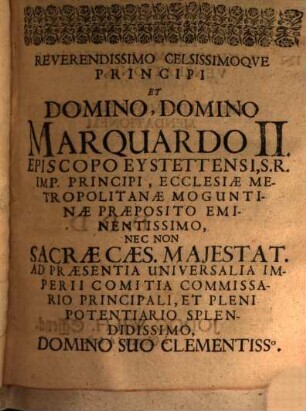 REVERENDISSIMO CELSISSIMOQVE
PRINCIPI
ET
DOMINO, DOMINO
MARQUARDO II.
EPISCOPO EYSTETTENSI, S.R.
IMP. PRINCIPI, ECCLESIÆ ME-
TROPOLITANÆ MOGUNTI-
NÆ PRÆPOSITO EMI-
NENTISSIMO,
NEC NON
SACRÆ CÆS. MAJESTAT.
AD PRÆSENTIA UNIVERSALIA IM-
PERII COMITIA COMMISSA-
RIO PRINCIPALI, ET PLENI
POTENTIARIO SPLEN-
DIDISSIMO,
DOMINO SUO CLEMENTISSº.